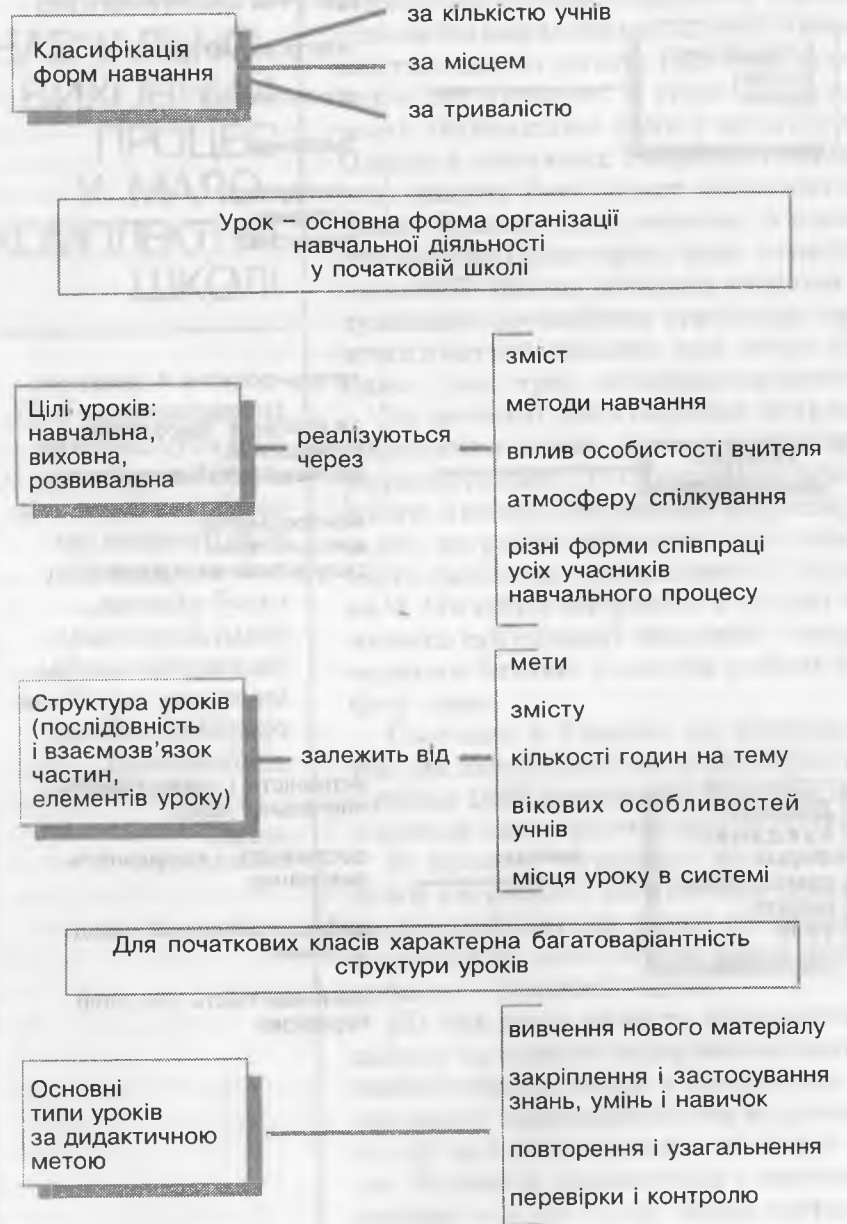 Класифікація
форм навчання
за кількістю учнів
за місцем
за тривалістю
Урок – основна форма організації
навчальної діяльності
у початковій школі
Цілі уроків:
навчальна,
виховна,
розвивальна
реалізуються
через
зміст
методи навчання
вплив особистості вчителя
атмосферу спілкування
різні форми співпраці
усіх учасників
навчального процесу
Структура уроків
(послідовність
і взаємозв'язок
частин,
елементів уроку)
залежить від
мети
змісту
кількості годин на тему
вікових особливостей
учнів
місця уроку в системі
Для початкових класів характерна багатоваріантність
структури уроків
Основні
типи уроків
за дидактичною
метою
вивчення нового матеріалу
закріплення і застосування
знань, умінь і навичок
повторення і узагальнення
перевірки і контролю